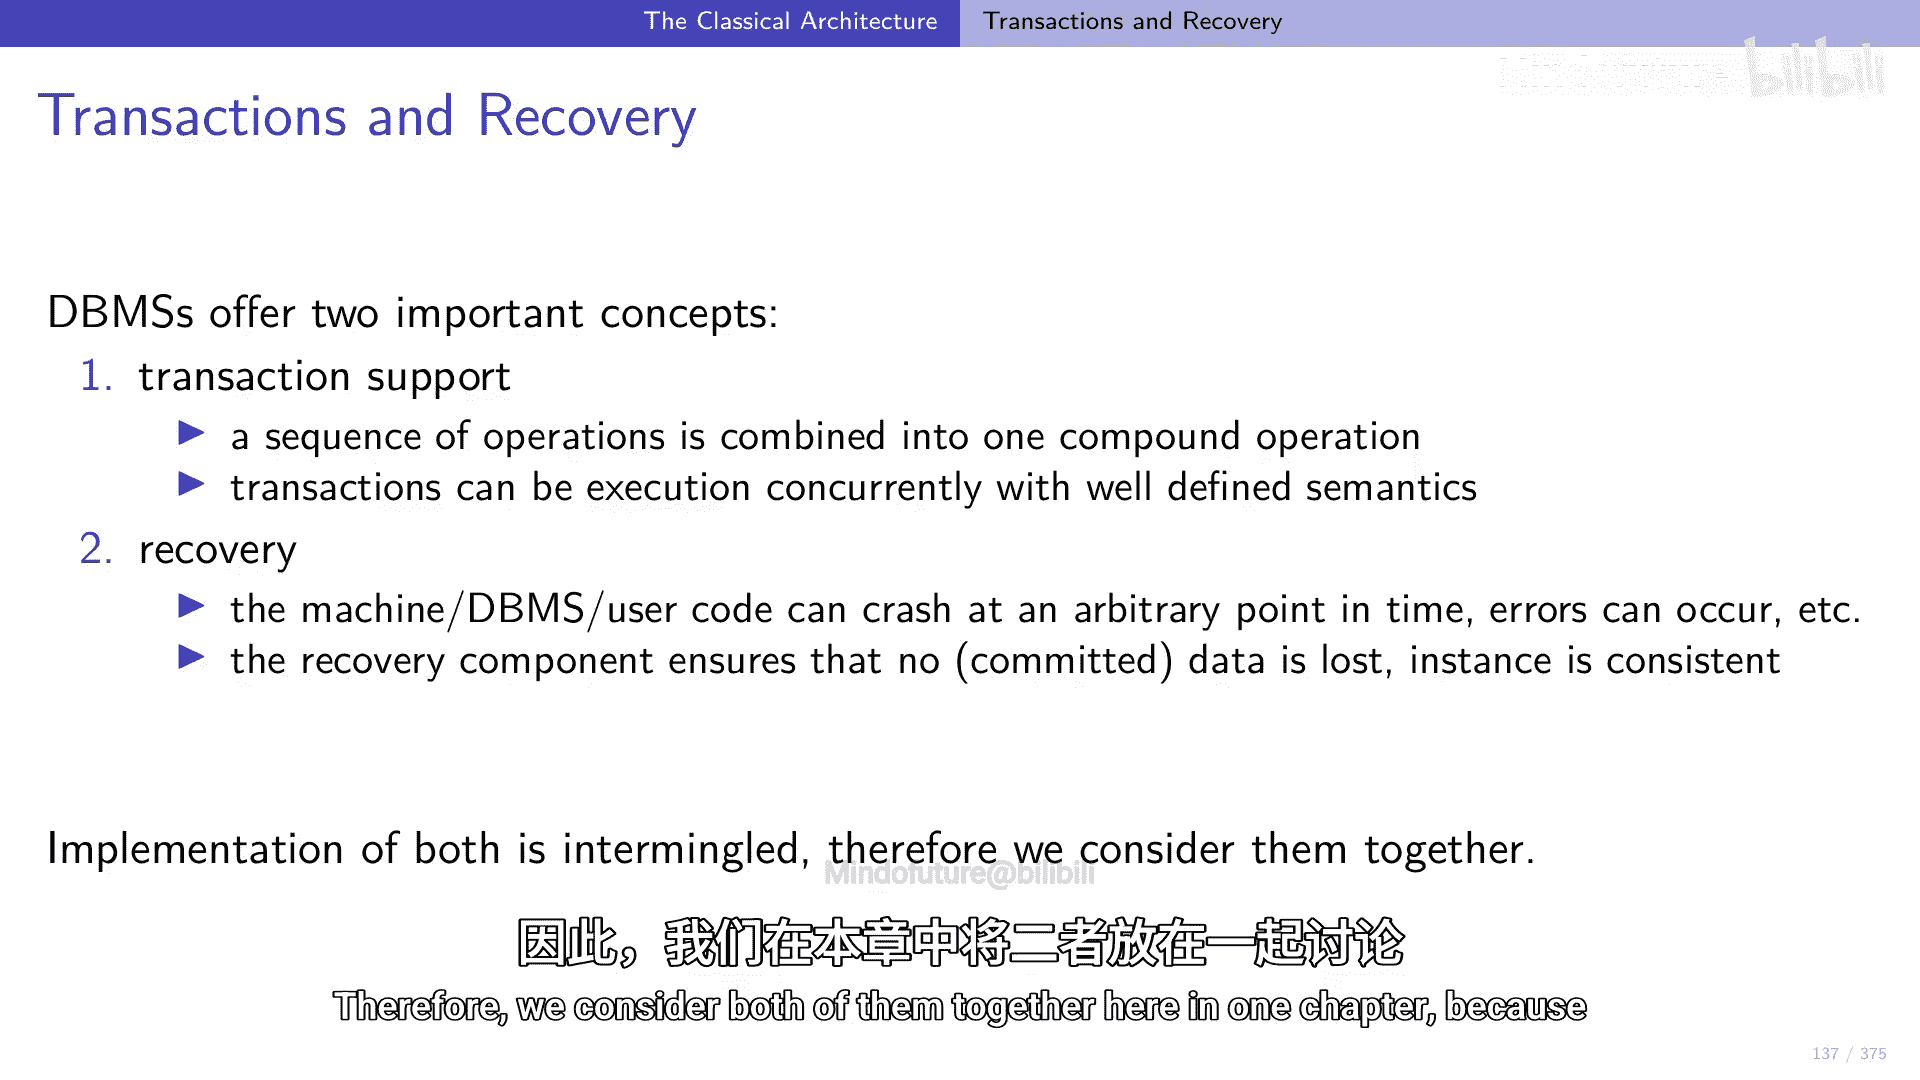 The Classical Architecture
Transactions and Recovery
bilibili
Transactions and Recovery
DBMSs offer two important concepts:
1. transaction support
▶ a sequence of operations is combined into one compound operation
▶ transactions can be execution concurrently with well defined semantics
2. recovery
▶ the machine/DBMS/user code can crash at an arbitrary point in time, errors can occur, etc.
▶ the recovery component ensures that no (committed) data is lost, instance is consistent
Implementation of both is intermingled, therefore we consider them together.
Mindofuture@bilibili
因此，我们在本章中将二者放在一起讨论
Therefore, we consider both of them together here in one chapter, because
137 / 375